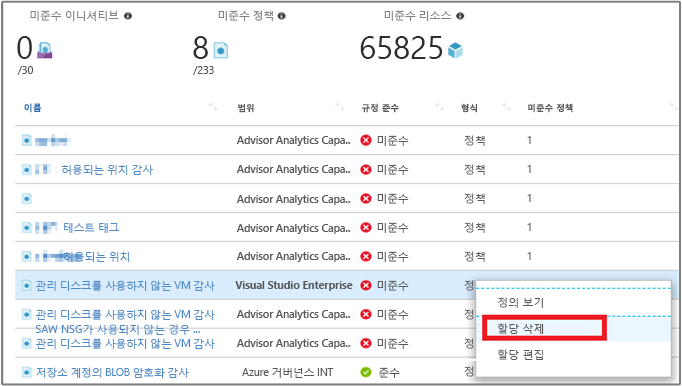 미준수 이니셔티브
미준수 정책
미준수 리소스
0
/30
8
/233
65825
이름 범위 규정 준수 형식 미준수 정책
Advisor Analytics Capa.. 미준수 정책 1
허용되는 위치 감사 Advisor Analytics Capa.. 미준수 정책 1
Advisor Analytics Capa.. 미준수 정책 1
테스트 태그 Advisor Analytics Capa.. 미준수 정책 1
허용되는 위치 Advisor Analytics Capa.. 미준수 정책 1
관리 디스크를 사용하지 않는 VM 감사 Visual Studio Enterprise 미준수
관리 디스크를 사용하지 않는 VM 감사 Advisor Analytics Capa.. 미준수
SAW NSG가 사용되지 않는 경우 ...
관리 디스크를 사용하지 않는 VM 감사 Advisor Analytics Capa.. 미준수
저장소 계정의 BLOB 암호화 감사 Azure 거버넌스 INT 준수
정의 보기
할당 삭제
할당 편집